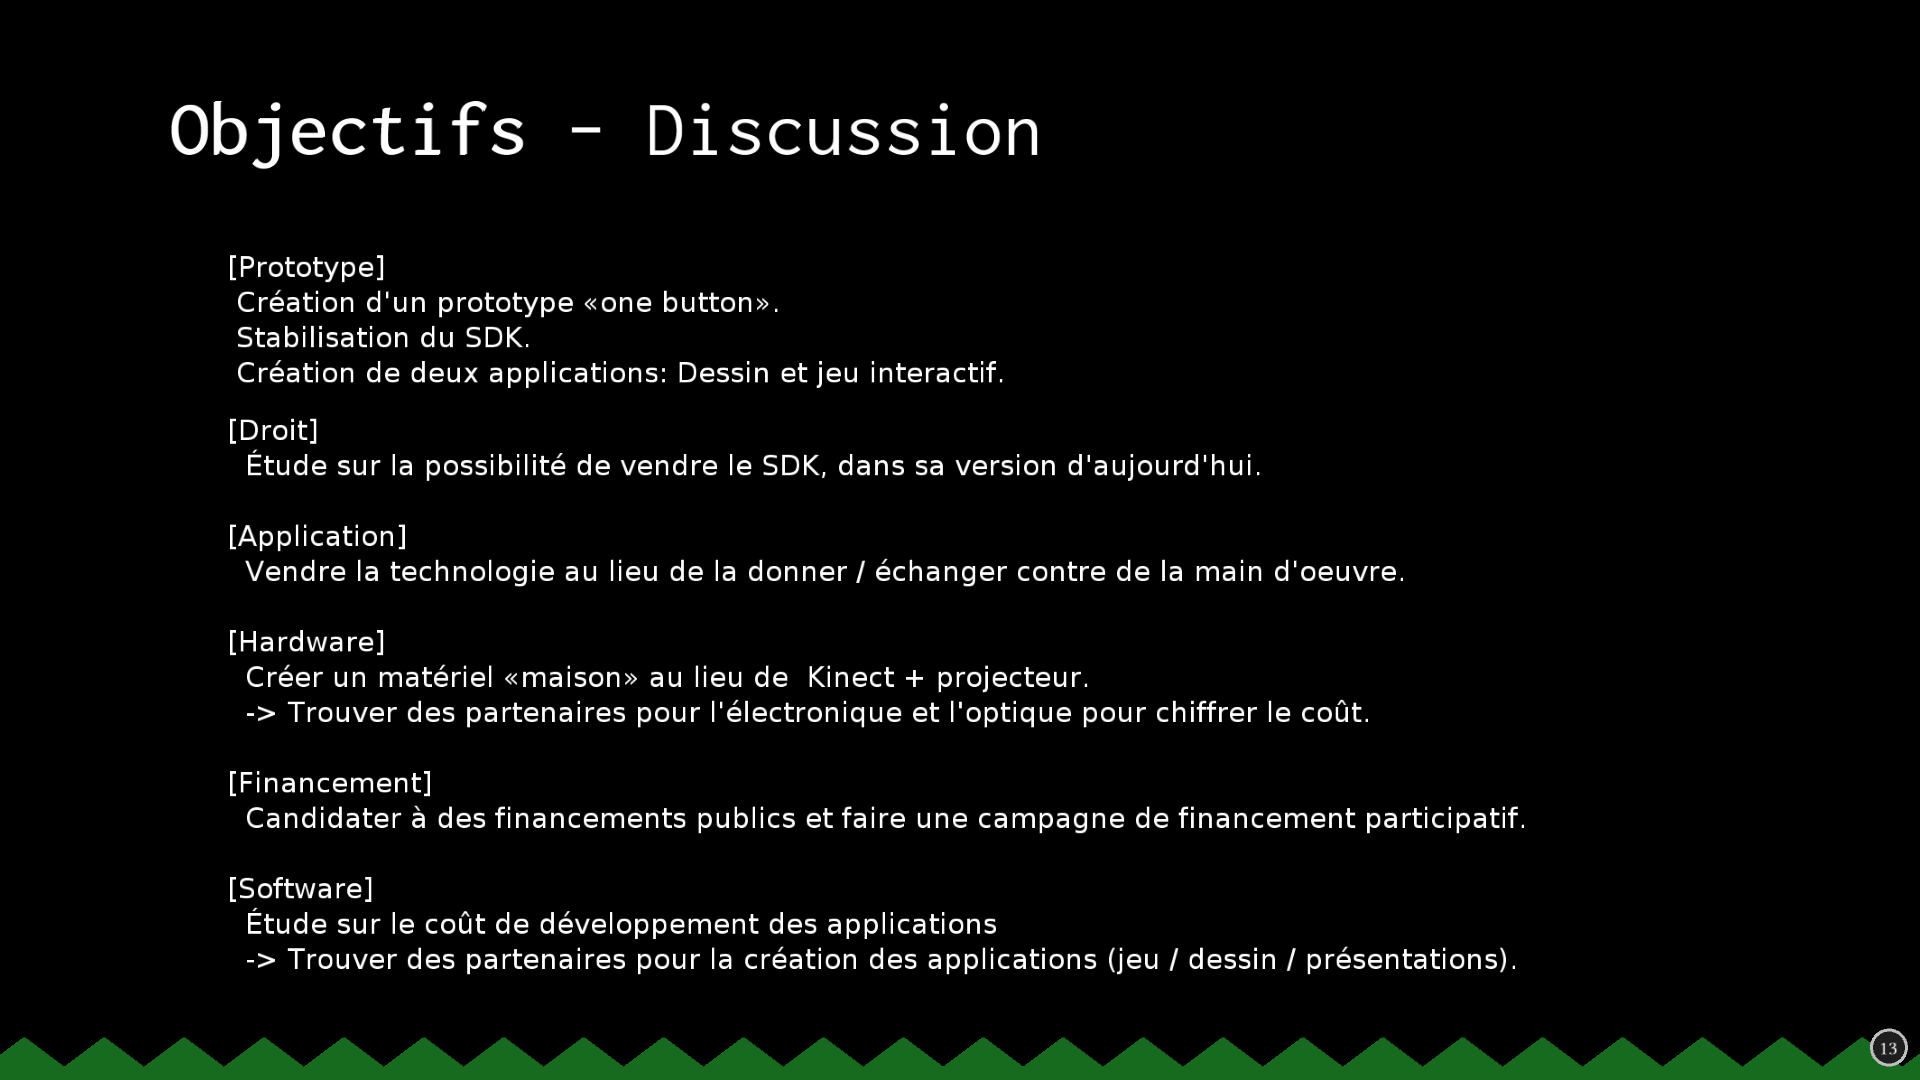 Objectifs - Discussion
[Prototype]
Création d'un prototype «one button».
Stabilisation du SDK.
Création de deux applications: Dessin et jeu interactif.
[Droit]
Étude sur la possibilité de vendre le SDK, dans sa version d'aujourd'hui.
[Application]
Vendre la technologie au lieu de la donner / échanger contre de la main d'oeuvre.
[Hardware]
Créer un matériel «maison» au lieu de  Kinect + projecteur.
-> Trouver des partenaires pour l'électronique et l'optique pour chiffrer le coût.
[Financement]
Candidater à des financements publics et faire une campagne de financement participatif.
[Software]
Étude sur le coût de développement des applications
-> Trouver des partenaires pour la création des applications (jeu / dessin / présentations).
13